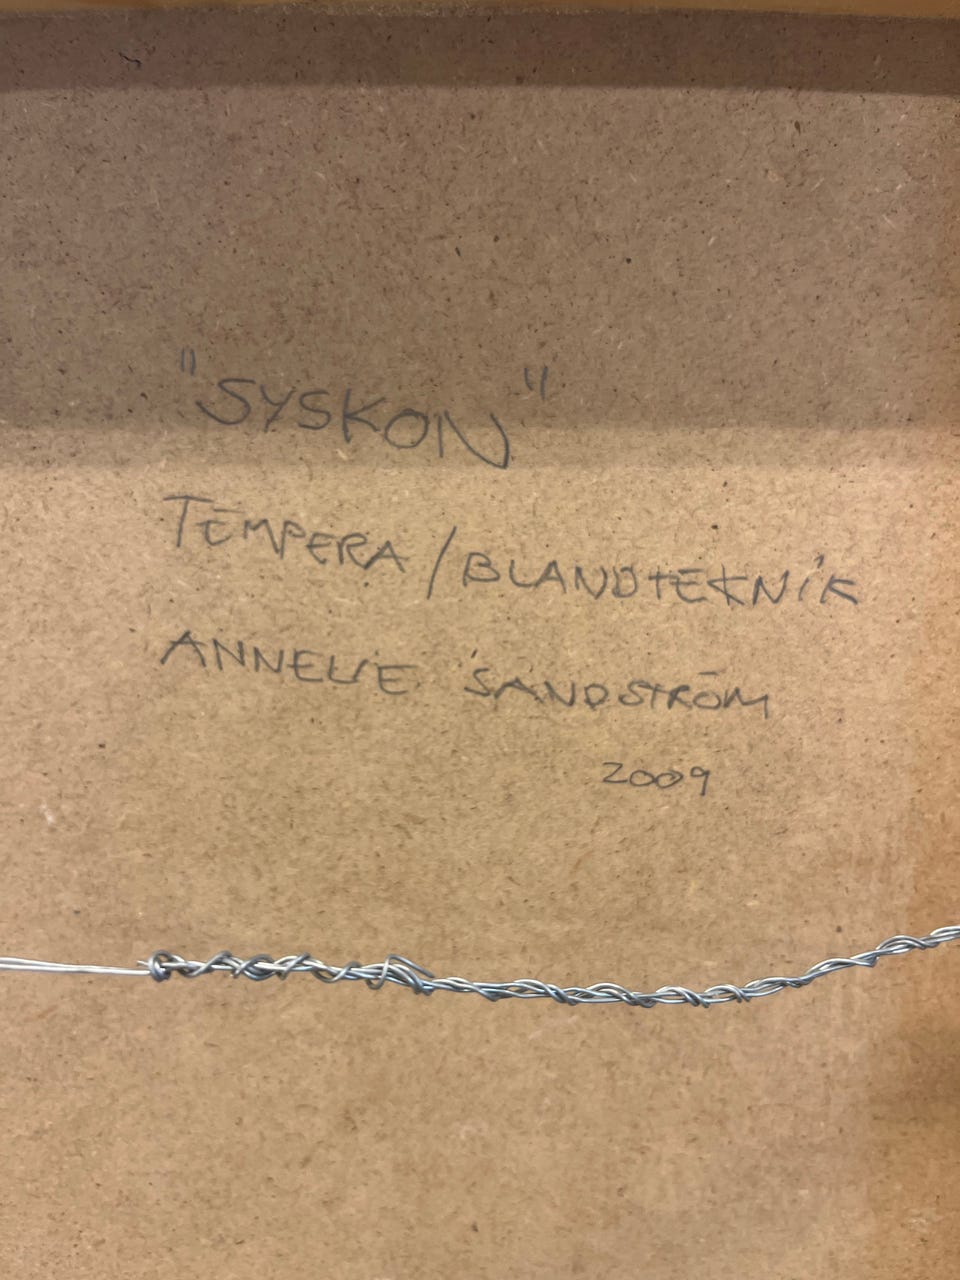 "SYSKON"
TEMPERA/BLANDTEKNIK
ANNELIE SANDSTRÖM
2009